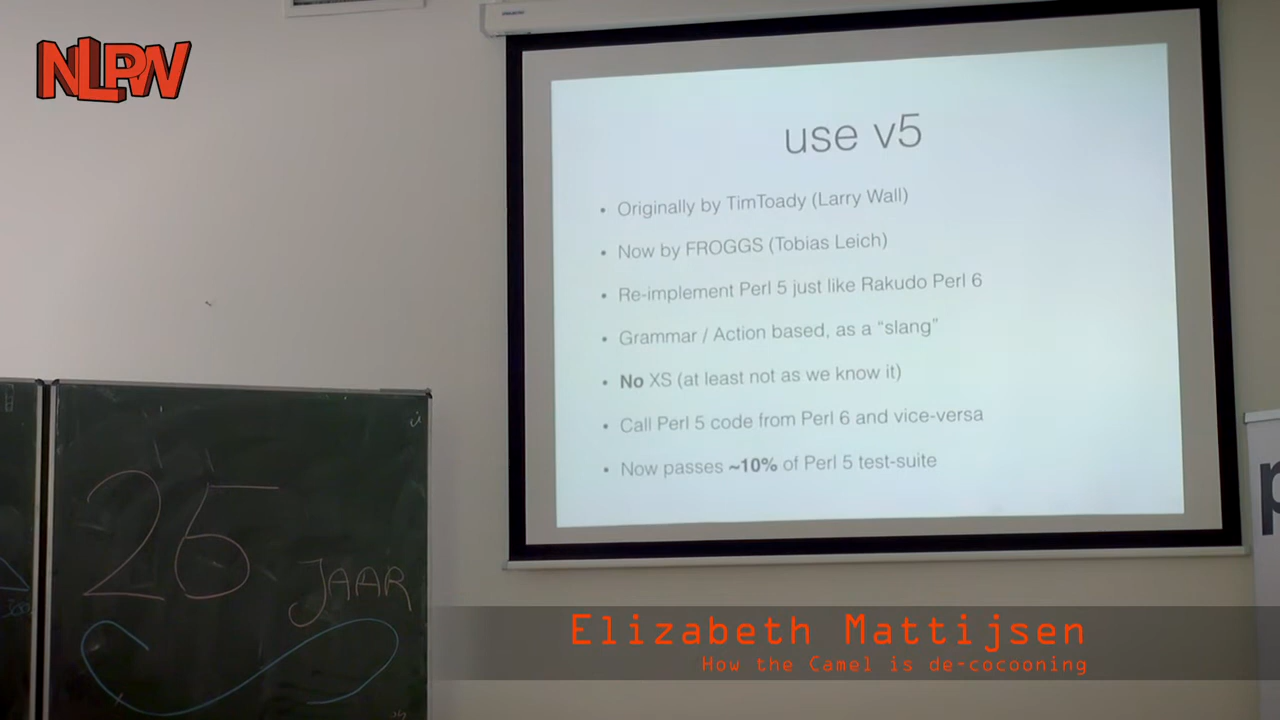 NLPW
use v5
• Originally by TimToady (Larry Wall)
• Now by FROGGS (Tobias Leich)
• Re-implement Perl 5 just like Rakudo Perl 6
• Grammar / Action based, as a “slang”
• No XS (at least not as we know it)
• Call Perl 5 code from Perl 6 and vice-versa
• Now passes ~10% of Perl 5 test-suite
25
JAAR
p
Elizabeth Mattijsen
How the Camel is de-cocooning